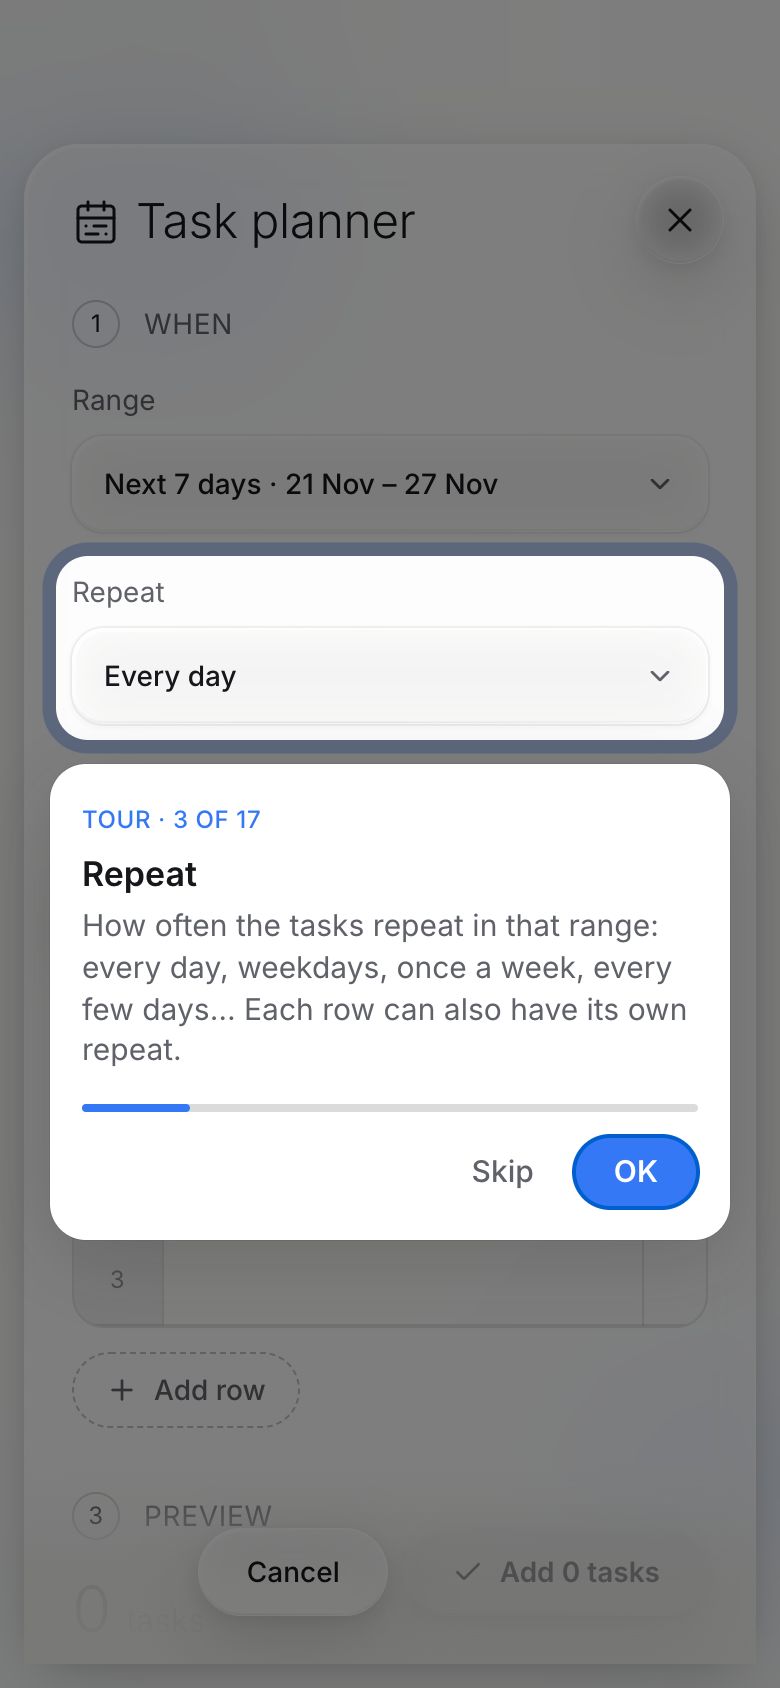 Task planner
1 WHEN
Range
Next 7 days · 21 Nov – 27 Nov
Repeat
Every day
TOUR · 3 OF 17
Repeat
How often the tasks repeat in that range:
every day, weekdays, once a week, every
few days... Each row can also have its own
repeat.
Skip OK
3
+ Add row
3 PREVIEW
Cancel Add 0 tasks
0 tasks